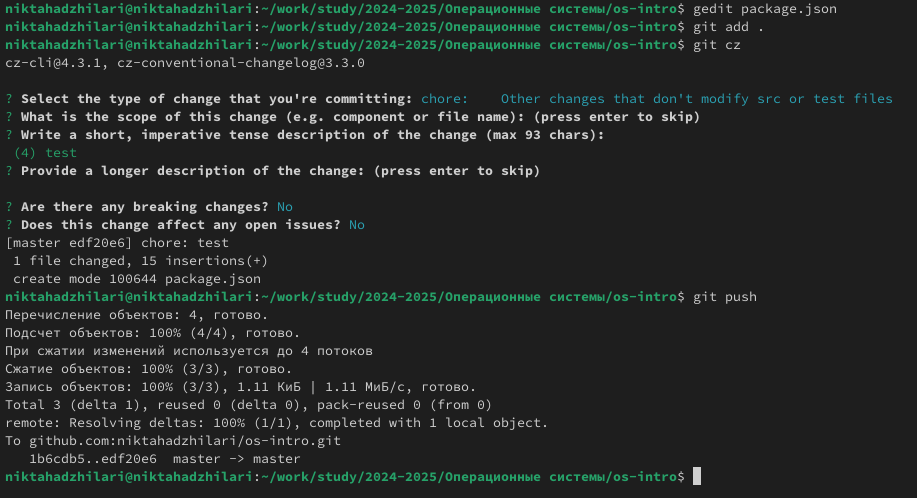 niktahadzhilari@niktahadzhilari:~/work/study/2024-2025/Операционные системы/os-intro$ gedit package.json
niktahadzhilari@niktahadzhilari:~/work/study/2024-2025/Операционные системы/os-intro$ git add .
niktahadzhilari@niktahadzhilari:~/work/study/2024-2025/Операционные системы/os-intro$ git cz
cz-cli@4.3.1, cz-conventional-changelog@3.3.0

? Select the type of change that you're committing: chore:    Other changes that don't modify src or test files
? What is the scope of this change (e.g. component or file name): (press enter to skip)
? Write a short, imperative tense description of the change (max 93 chars):
 (4) test
? Provide a longer description of the change: (press enter to skip)

? Are there any breaking changes? No
? Does this change affect any open issues? No
[master edf20e6] chore: test
 1 file changed, 15 insertions(+)
 create mode 100644 package.json
niktahadzhilari@niktahadzhilari:~/work/study/2024-2025/Операционные системы/os-intro$ git push
Перечисление объектов: 4, готово.
Подсчет объектов: 100% (4/4), готово.
При сжатии изменений используется до 4 потоков
Сжатие объектов: 100% (3/3), готово.
Запись объектов: 100% (3/3), 1.11 КиБ | 1.11 МиБ/с, готово.
Total 3 (delta 1), reused 0 (delta 0), pack-reused 0 (from 0)
remote: Resolving deltas: 100% (1/1), completed with 1 local object.
To github.com:niktahadzhilari/os-intro.git
   1b6cdb5..edf20e6  master -> master
niktahadzhilari@niktahadzhilari:~/work/study/2024-2025/Операционные системы/os-intro$